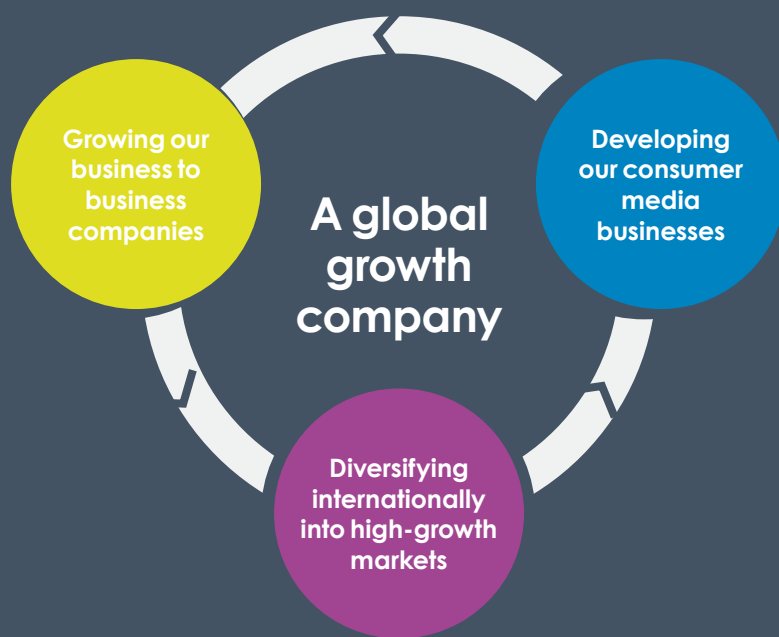 Growing our
business to
business
companies
Developing
our consumer
media
businesses
A global
growth
company
Diversifying
internationally
into high-growth
markets